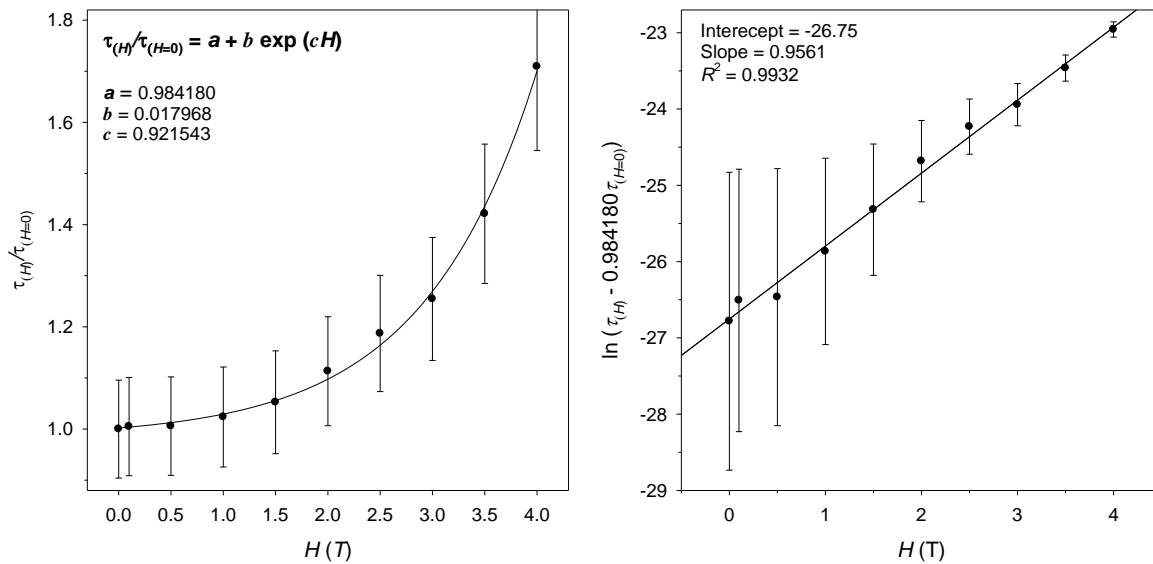 τ(H)/τ(H=0) = a + b exp (cH)
a = 0.984180
b = 0.017968
c = 0.921543
τ(H)/τ(H=0)
1.8
1.6
1.4
1.2
1.0
0.0 0.5 1.0 1.5 2.0 2.5 3.0 3.5 4.0
H (T)
Intercept = -26.75
Slope = 0.9561
R² = 0.9932
ln (τ(H) - 0.984180τ(H=0))
-23
-24
-25
-26
-27
-28
-29
0 1 2 3 4
H (T)